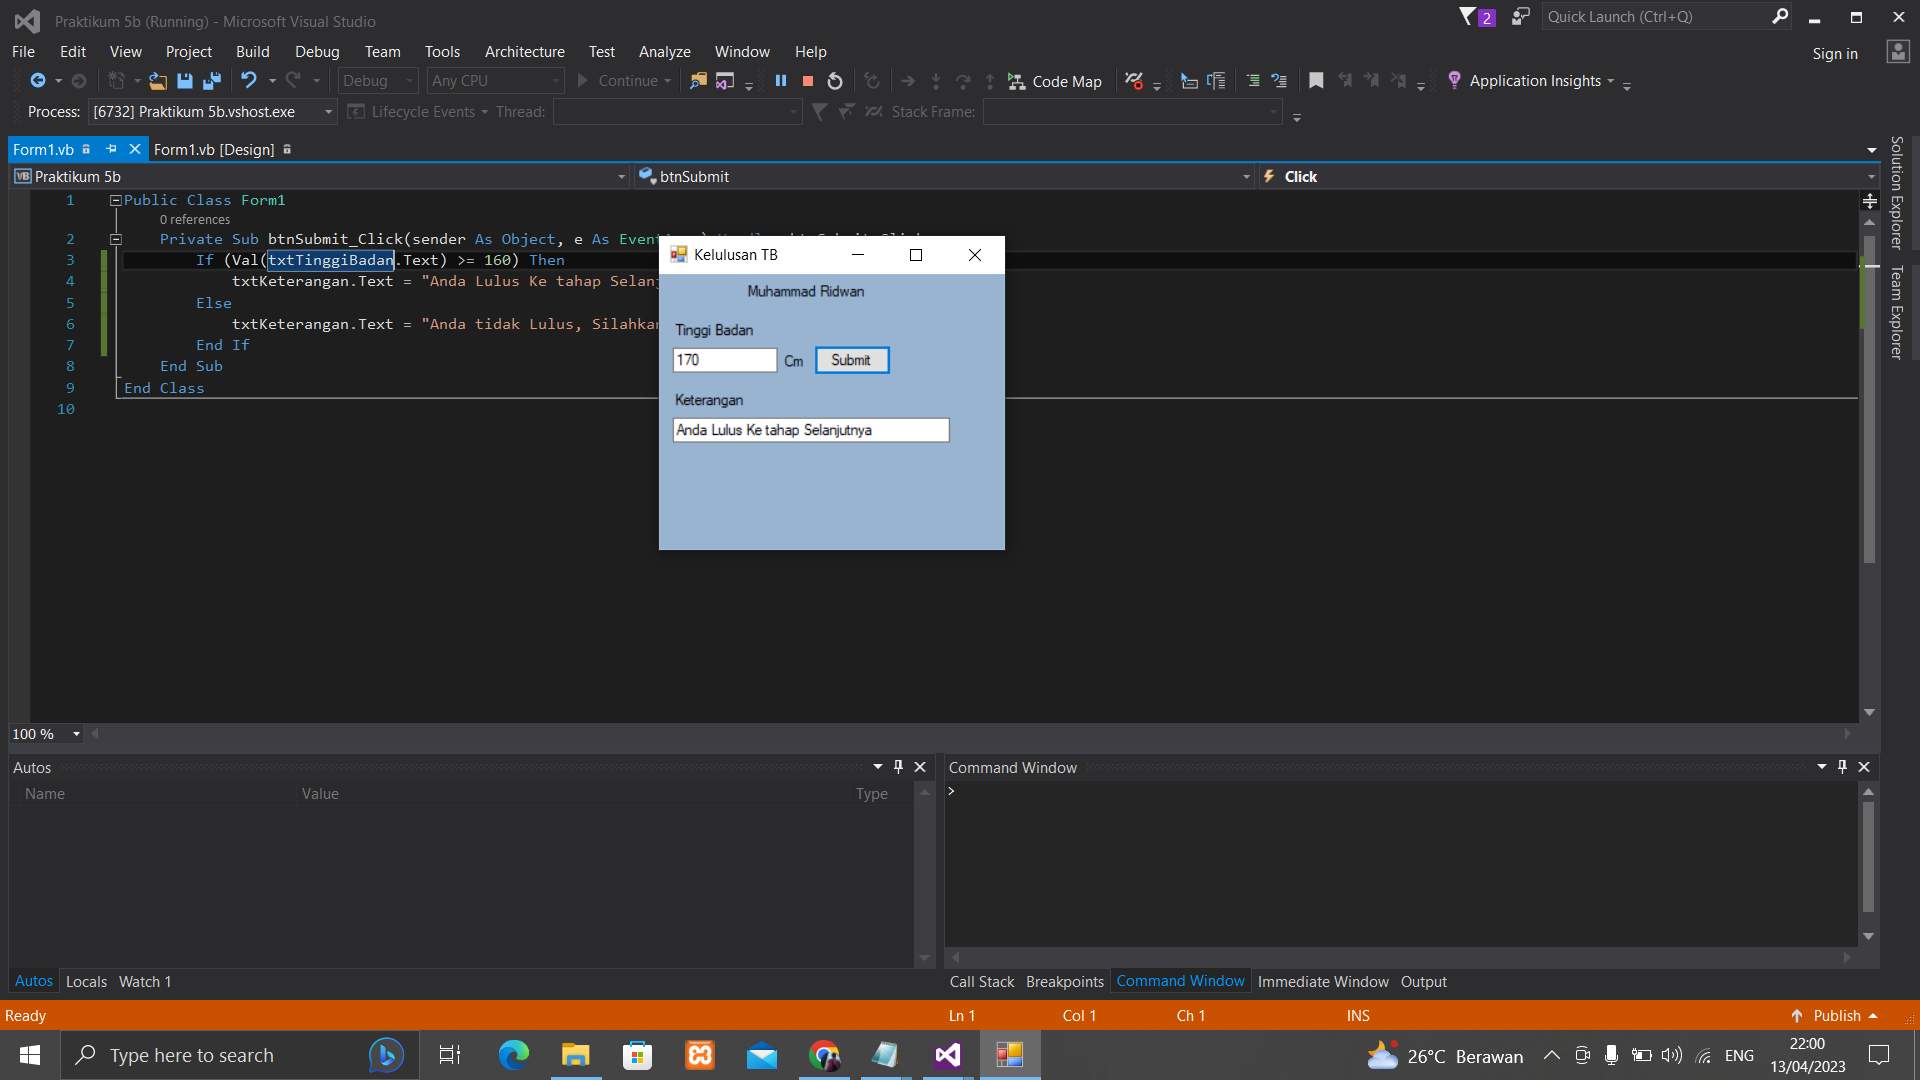 Praktikum 5b (Running) - Microsoft Visual Studio
2
Quick Launch (Ctrl+Q)
File Edit View Project Build Debug Team Tools Architecture Test Analyze Window Help
Sign in
Debug Any CPU Continue Code Map Application Insights
Process: [6732] Praktikum 5b.vshost.exe Lifecycle Events Thread: Stack Frame:
Form1.vb Form1.vb [Design]
VB Praktikum 5b btnSubmit Click
Solution Explorer
Team Explorer
1 Public Class Form1
0 references
2 Private Sub btnSubmit_Click(sender As Object, e As Event
3 If (Val(txtTinggiBadan.Text) >= 160) Then
4 txtKeterangan.Text = "Anda Lulus Ke tahap Selanj
5 Else
6 txtKeterangan.Text = "Anda tidak Lulus, Silahkan
7 End If
8 End Sub
9 End Class
10
Kelulusan TB
Muhammad Ridwan
Tinggi Badan
170 Cm Submit
Keterangan
Anda Lulus Ke tahap Selanjutnya
100 %
Autos
Name Value Type
Autos Locals Watch 1
Command Window
>
Call Stack Breakpoints Command Window Immediate Window Output
Ready Ln 1 Col 1 Ch 1 INS Publish
Type here to search
26°C Berawan ENG
22:00
13/04/2023